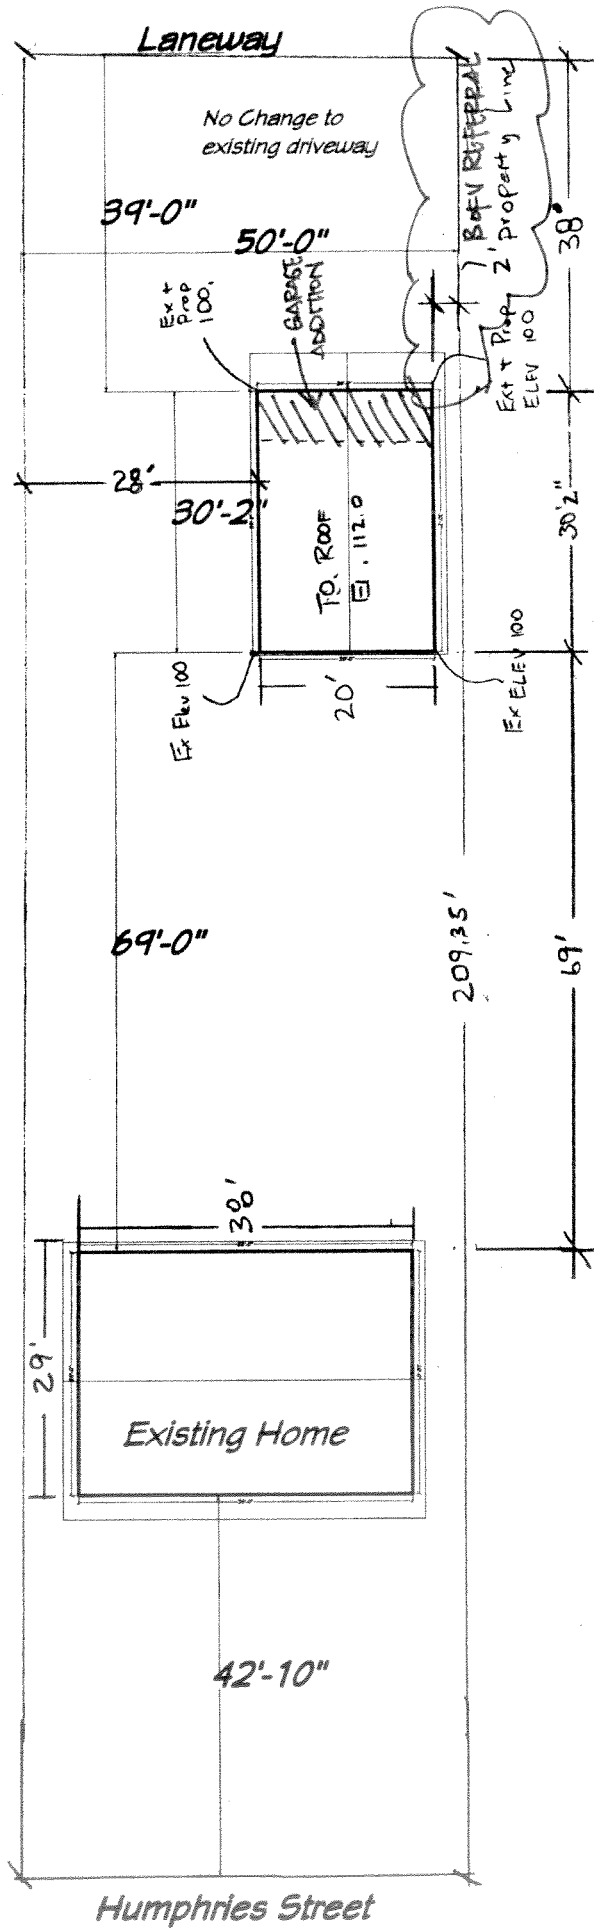 Laneway
No Change to
existing driveway
) BofV REFERRAL
2' property Line
38'
39'-0"
50'-0"
Ex +
Prop
100.
GARAGE
ADDITION
Ext + Prop
ELEV 100
28'
30'-2"
30'2"
TO. ROOF
El. 112.0
Ex Elev 100
20'
Ex ELEV 100
69'-0"
209.35'
69'
38'
29'
Existing Home
42'-10"
Humphries Street